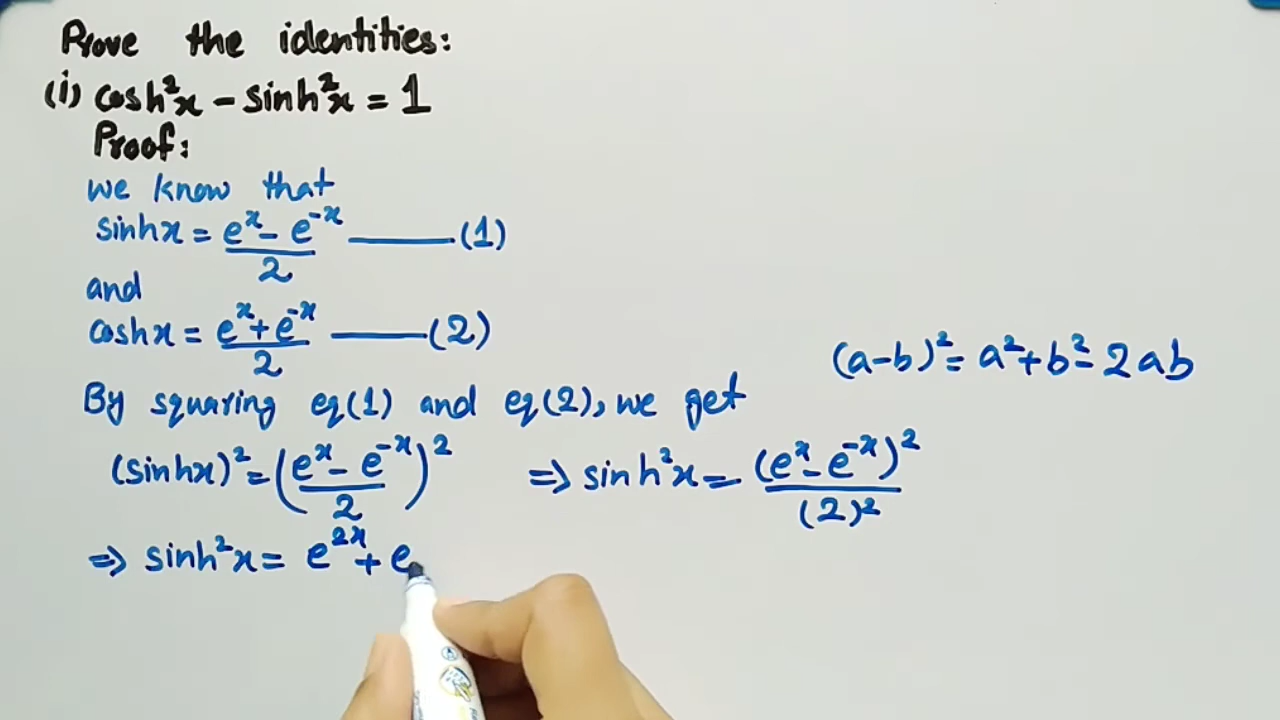 Prove the identities:
(i) cosh²x - sinh²x = 1
Proof:
we know that
sinhx = (eˣ - e⁻ˣ)/2 ——— (1)
and
coshx = (eˣ + e⁻ˣ)/2 ——— (2)
(a-b)² = a² + b² - 2ab
By squaring eq(1) and eq(2), we get
(sinhx)² = ((eˣ - e⁻ˣ)/2)² ⇒ sinh²x = (eˣ - e⁻ˣ)²/(2)²
⇒ sinh²x = e²ˣ + e